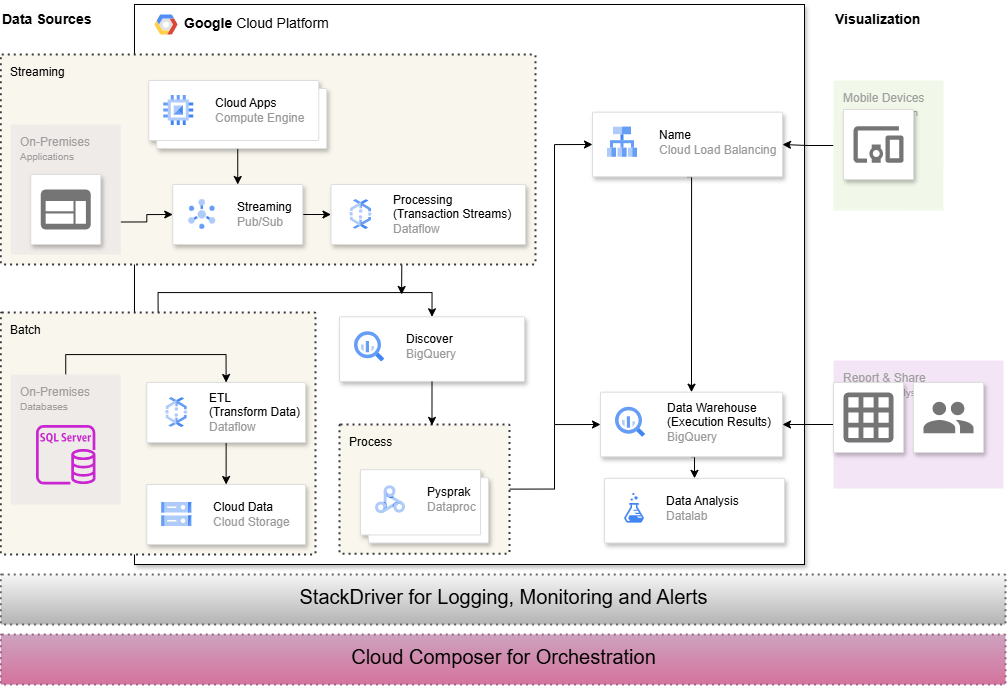 Data Sources
Google Cloud Platform
Visualization
Streaming
Cloud Apps
Compute Engine
On-Premises
Applications
Streaming
Pub/Sub
Processing
(Transaction Streams)
Dataflow
Name
Cloud Load Balancing
Mobile Devices
Batch
On-Premises
Databases
SQL Server
ETL
(Transform Data)
Dataflow
Cloud Data
Cloud Storage
Discover
BigQuery
Process
Pysprak
Dataproc
Data Warehouse
(Execution Results)
BigQuery
Data Analysis
Datalab
Report & Share
StackDriver for Logging, Monitoring and Alerts
Cloud Composer for Orchestration